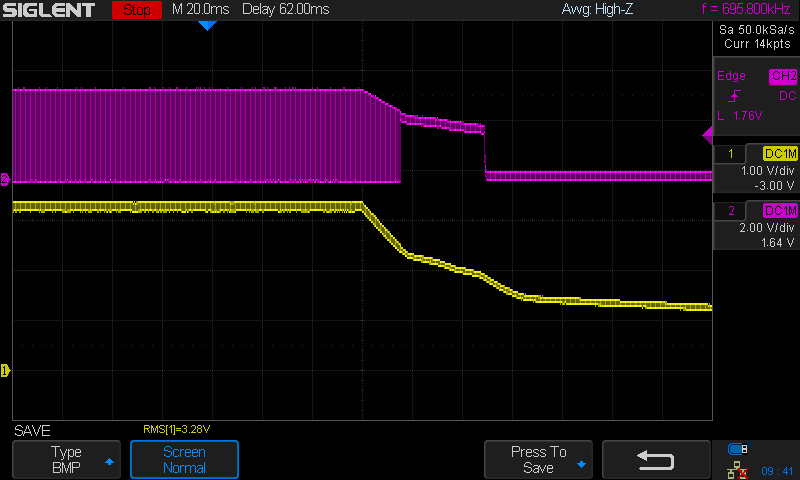 SIGLENT Stop M 20.0ms Delay 62.00ms Awg: High-Z f = 695.800kHz
Sa 50.0kSa/s
Curr 14kpts
Edge CH2
DC
L 1.76V
1 DC1M
1.00 V/div
-3.00 V
2 DC1M
2.00 V/div
1.64 V
2
1
SAVE RMS[1]=3.28V
Type
BMP
Screen
Normal
Press To
Save
09:41